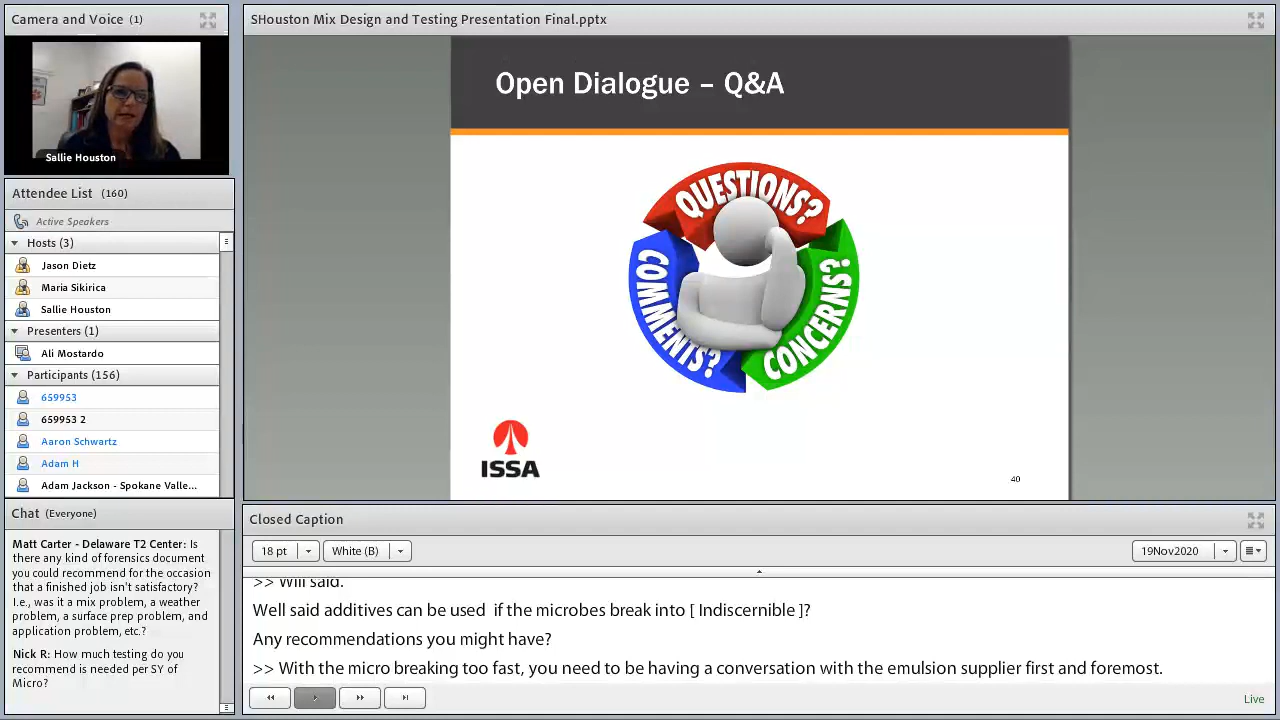 Camera and Voice (1)
Sallie Houston
Attendee List (160)
Active Speakers
Hosts (3)
Jason Dietz
Maria Sikirica
Sallie Houston
Presenters (1)
Ali Mostardo
Participants (156)
659953
659953 2
Aaron Schwartz
Adam H
Adam Jackson - Spokane Valle...
Chat (Everyone)
Matt Carter - Delaware T2 Center: Is
there any kind of forensics document
you could recommend for the occasion
that a finished job isn't satisfactory?
I.e., was it a mix problem, a weather
problem, a surface prep problem, and
application problem, etc.?
Nick R: How much testing do you
recommend is needed per SY of
Micro?
SHouston Mix Design and Testing Presentation Final.pptx
Open Dialogue – Q&A
QUESTIONS?
COMMENTS?
CONCERNS?
ISSA
40
Closed Caption
18 pt
White (B)
19Nov2020
>> Will said.
Well said additives can be used  if the microbes break into [ Indiscernible ]?
Any recommendations you might have?
>> With the micro breaking too fast, you need to be having a conversation with the emulsion supplier first and foremost.
Live